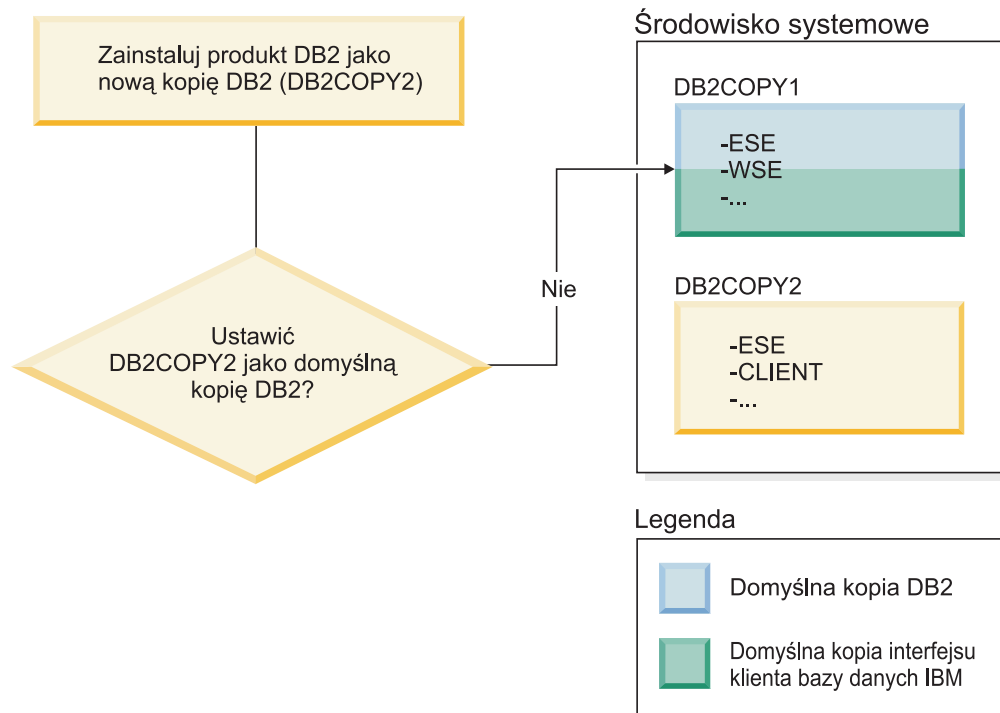 Zainstaluj produkt DB2 jako
nową kopię DB2 (DB2COPY2)
Ustawić
DB2COPY2 jako domyślną
kopię DB2?
Nie
Środowisko systemowe
DB2COPY1
-ESE
-WSE
-...
DB2COPY2
-ESE
-CLIENT
-...
Legenda
Domyślna kopia DB2
Domyślna kopia interfejsu
klienta bazy danych IBM